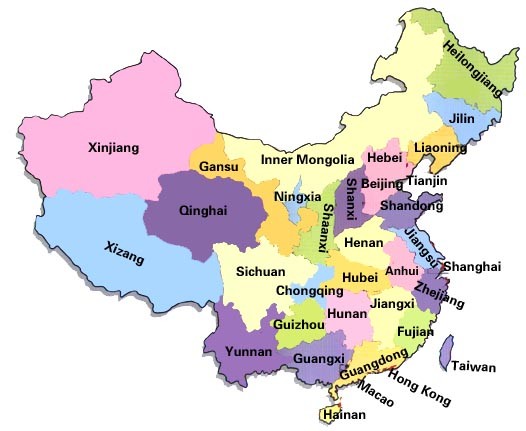 Heilongjiang
Jilin
Xinjiang
Inner Mongolia
Hebei
Liaoning
Gansu
Ningxia
Shanxi
Beijing
Tianjin
Qinghai
Shaanxi
Shandong
Xizang
Henan
Jiangsu
Sichuan
Hubei
Anhui
Shanghai
Chongqing
Zhejiang
Hunan
Jiangxi
Guizhou
Fujian
Yunnan
Guangxi
Guangdong
Taiwan
Hong Kong
Macao
Hainan